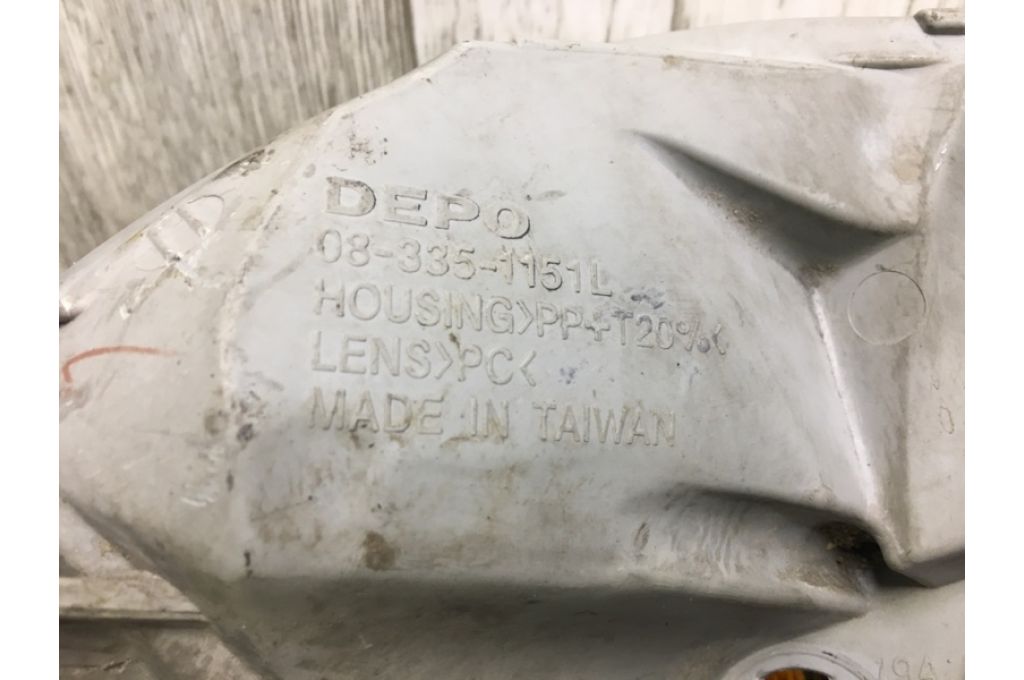 DEPO
08-335-1151L
HOUSING>PP+T20%<
LENS>PC<
MADE IN TAIWAN